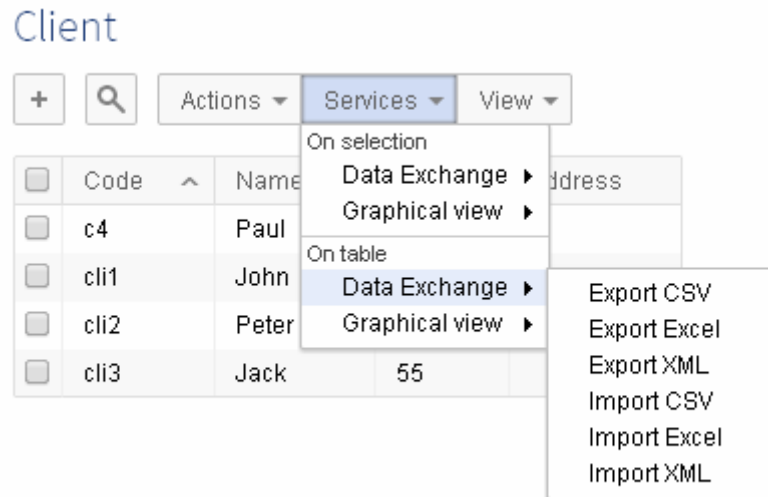 Client
+ Actions Services View
On selection
Code Name Data Exchange ddress
Graphical view
c4 Paul
On table
cli1 John Data Exchange Export CSV
cli2 Peter Graphical view Export Excel
cli3 Jack 55 Export XML
Import CSV
Import Excel
Import XML